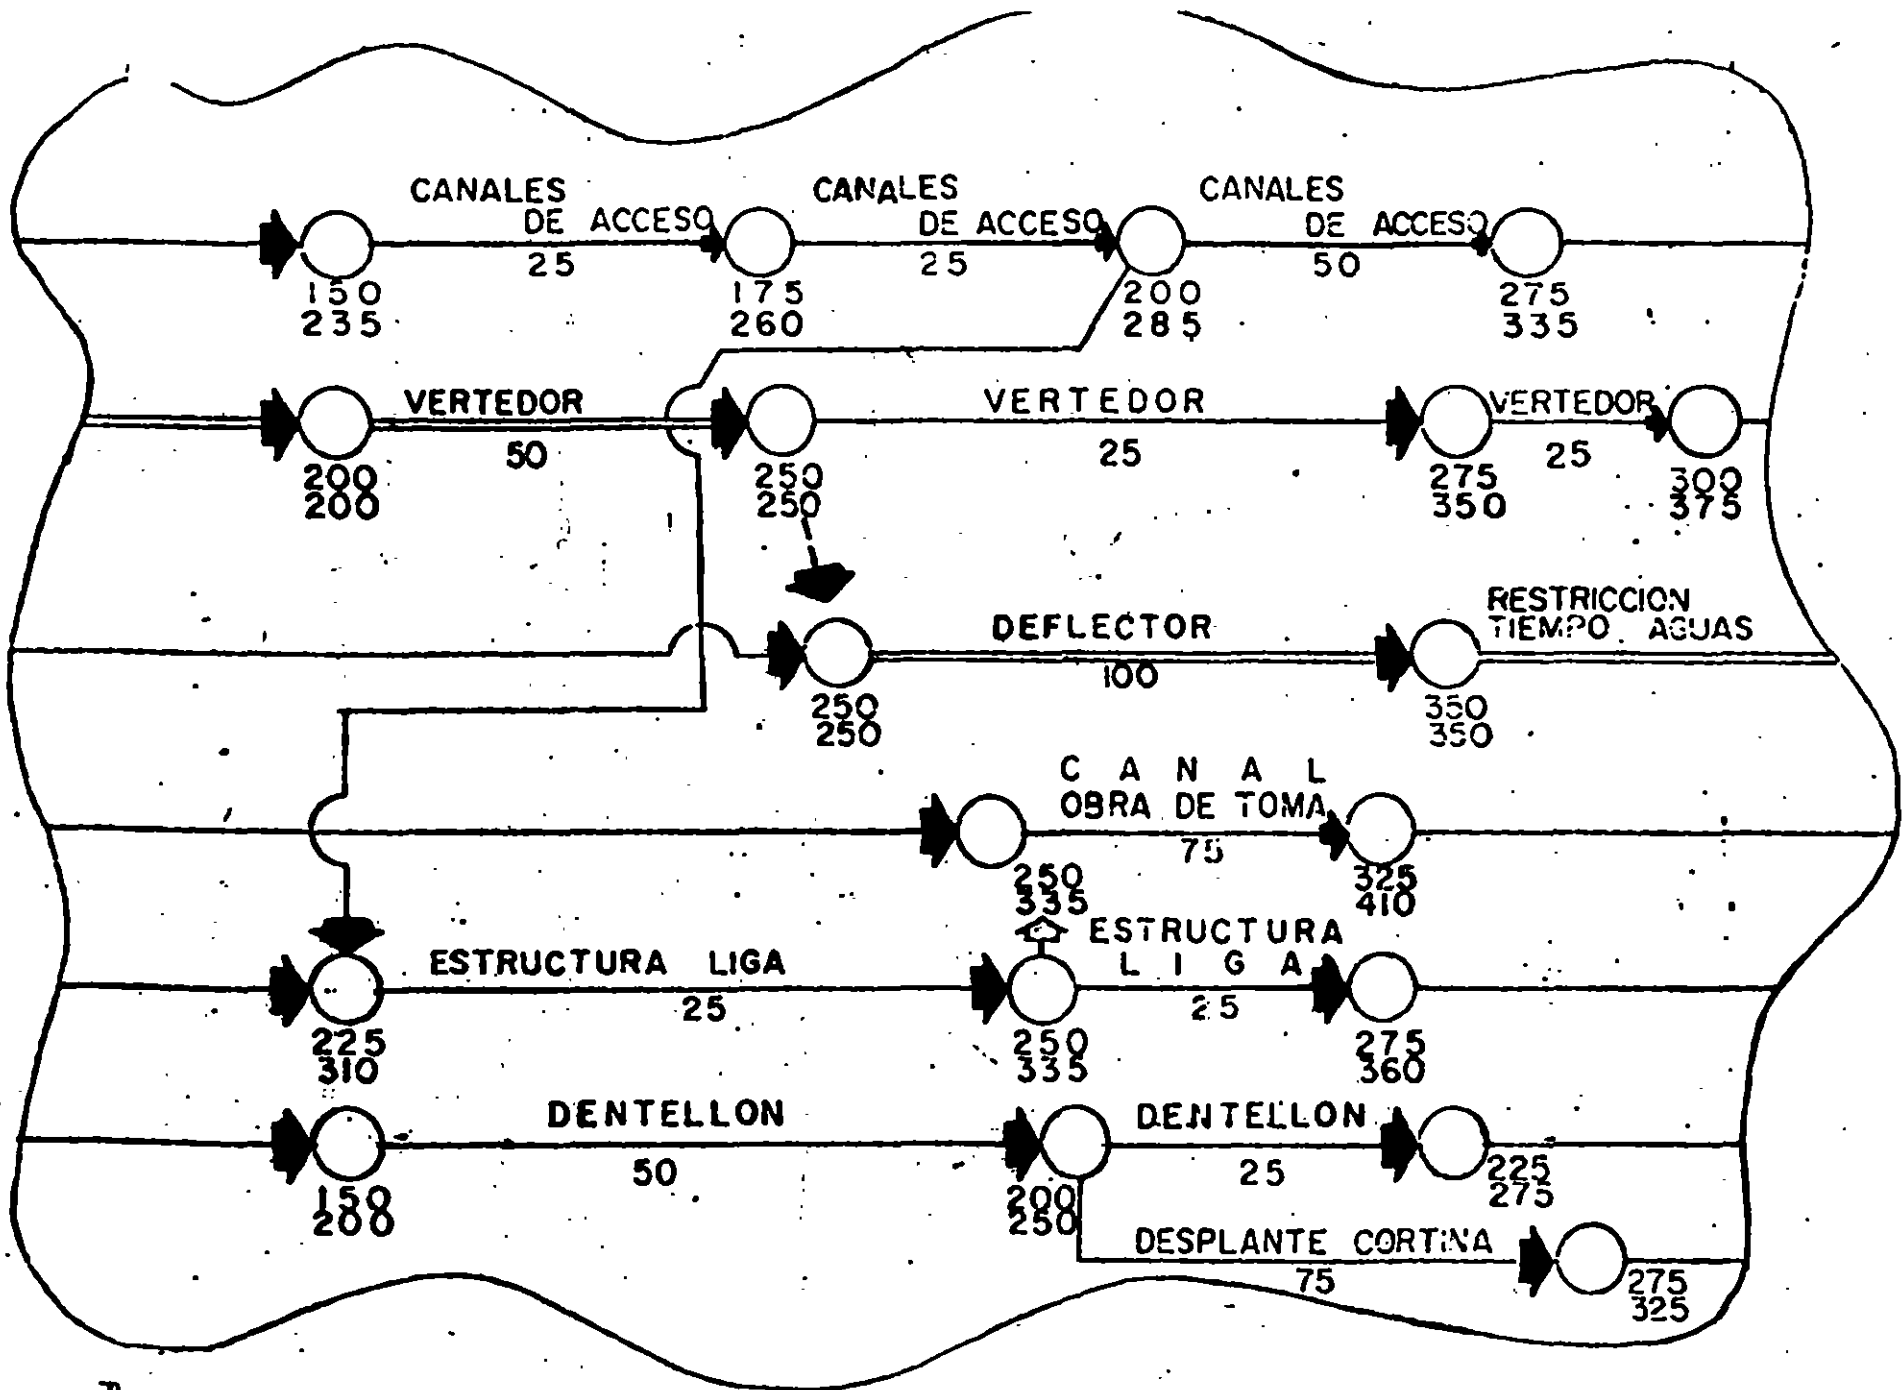 CANALES
DE ACCESO
25
CANALES
DE ACCESO
25
CANALES
DE ACCESO
50
150
235
175
260
200
285
275
335
VERTEDOR
50
VERTEDOR
25
VERTEDOR
25
200
200
250
250
275
350
300
375
DEFLECTOR
100
RESTRICCION
TIEMPO AGUAS
250
250
350
350
CANAL
OBRA DE TOMA
75
250
335
325
410
ESTRUCTURA LIGA
25
ESTRUCTURA
LIGA
25
225
310
250
335
275
360
DENTELLON
50
DENTELLON
25
150
200
200
250
225
275
DESPLANTE CORTINA
75
275
325